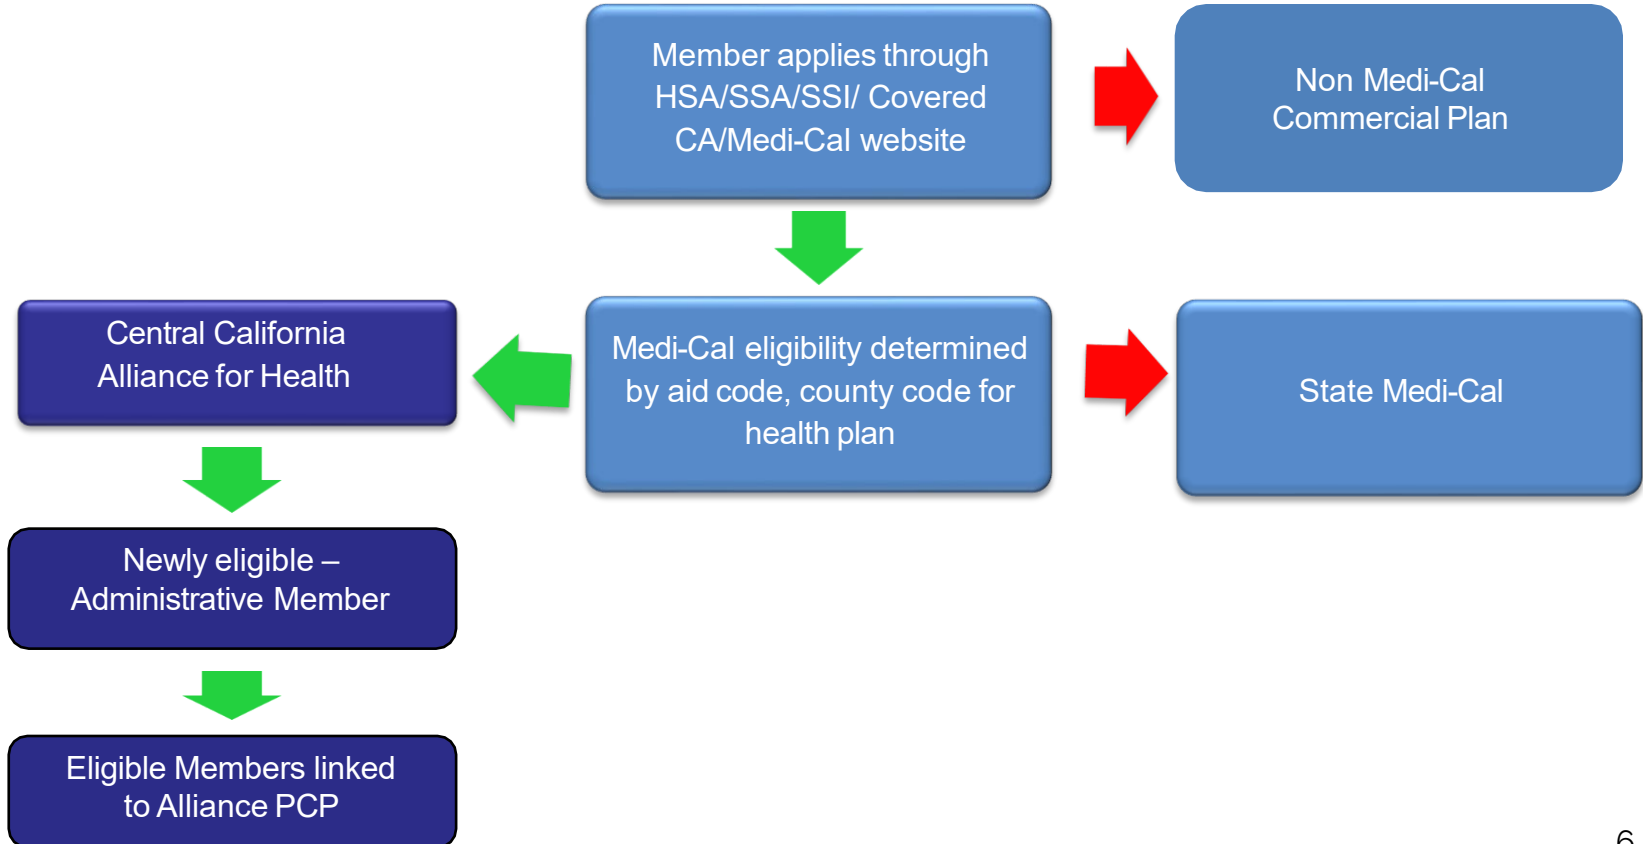 Member applies through
HSA/SSA/SSI/ Covered
CA/Medi-Cal website
Non Medi-Cal
Commercial Plan
Central California
Alliance for Health
Medi-Cal eligibility determined
by aid code, county code for
health plan
State Medi-Cal
Newly eligible –
Administrative Member
Eligible Members linked
to Alliance PCP
6